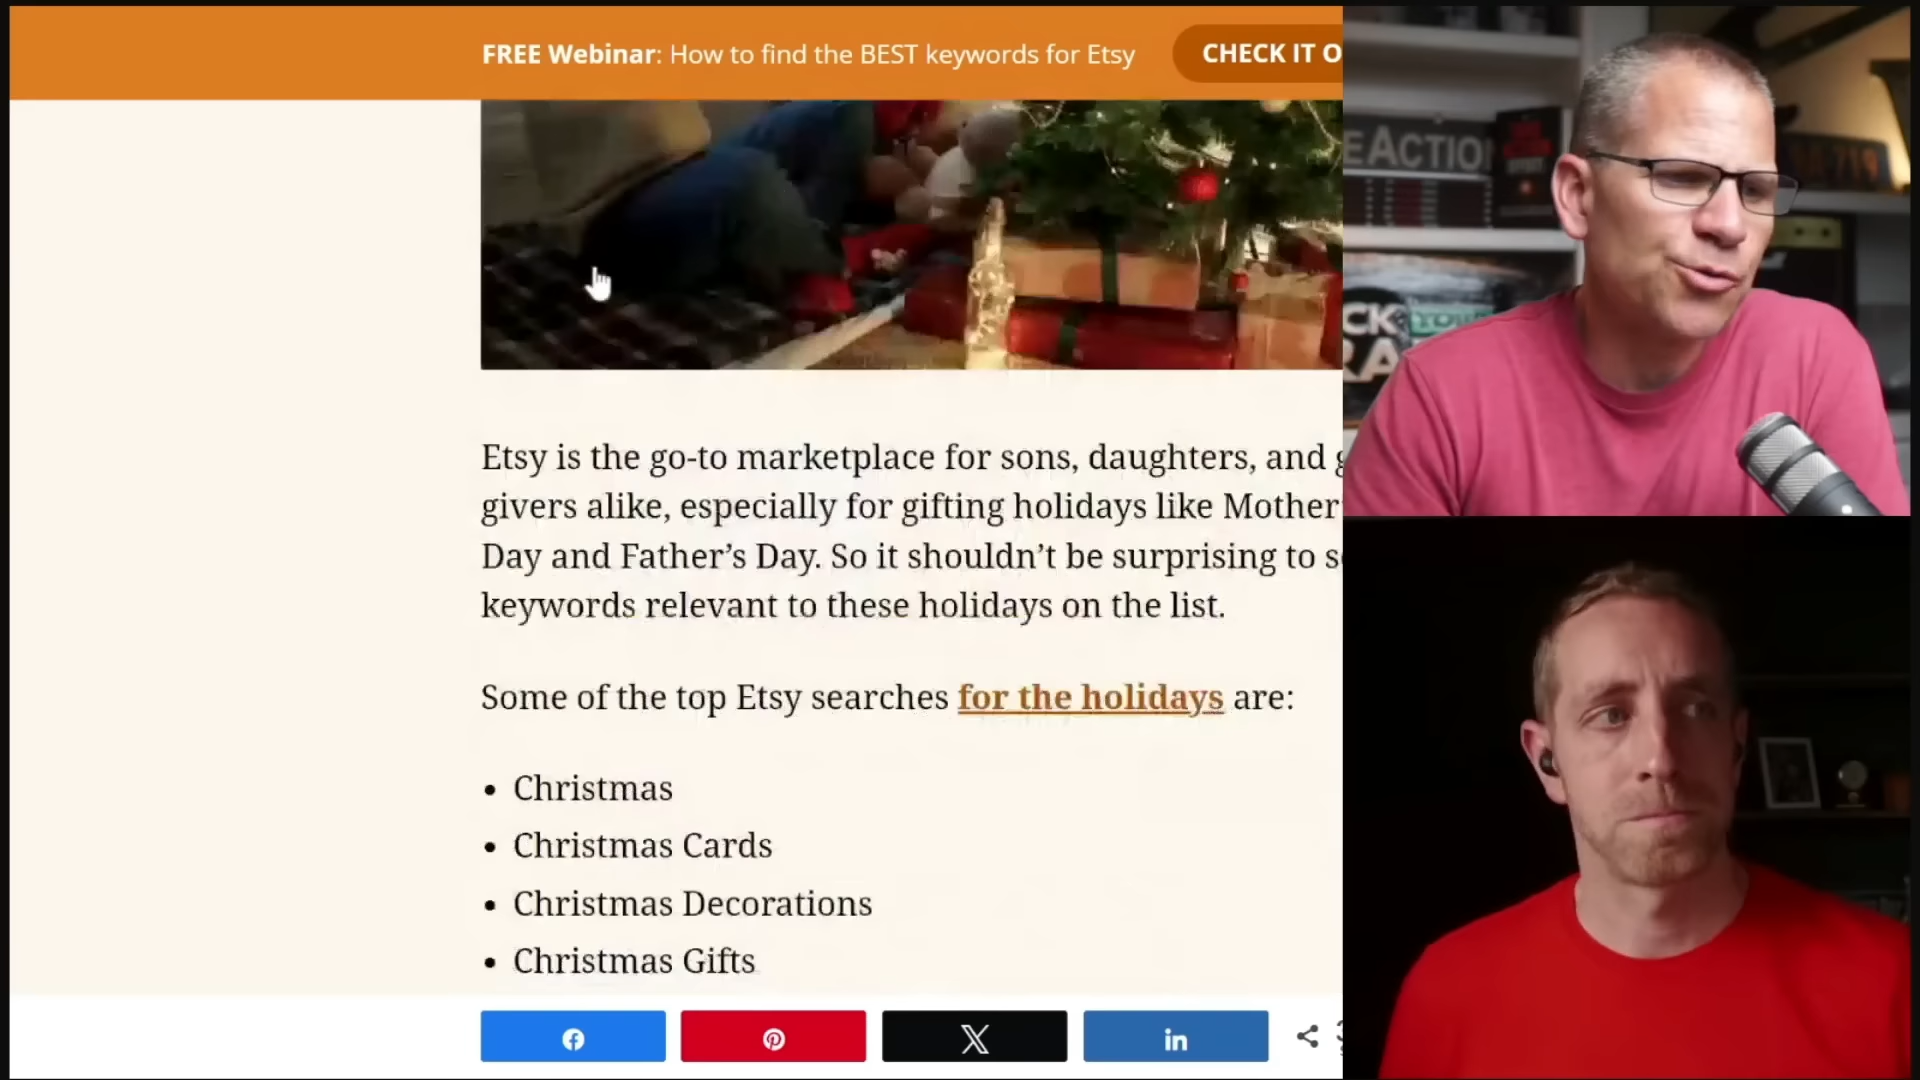 FREE Webinar: How to find the BEST keywords for Etsy
CHECK IT O
Etsy is the go-to marketplace for sons, daughters, and g
givers alike, especially for gifting holidays like Mother
Day and Father’s Day. So it shouldn’t be surprising to s
keywords relevant to these holidays on the list.
Some of the top Etsy searches for the holidays are:
• Christmas
• Christmas Cards
• Christmas Decorations
• Christmas Gifts
EACTIO
CK
RA